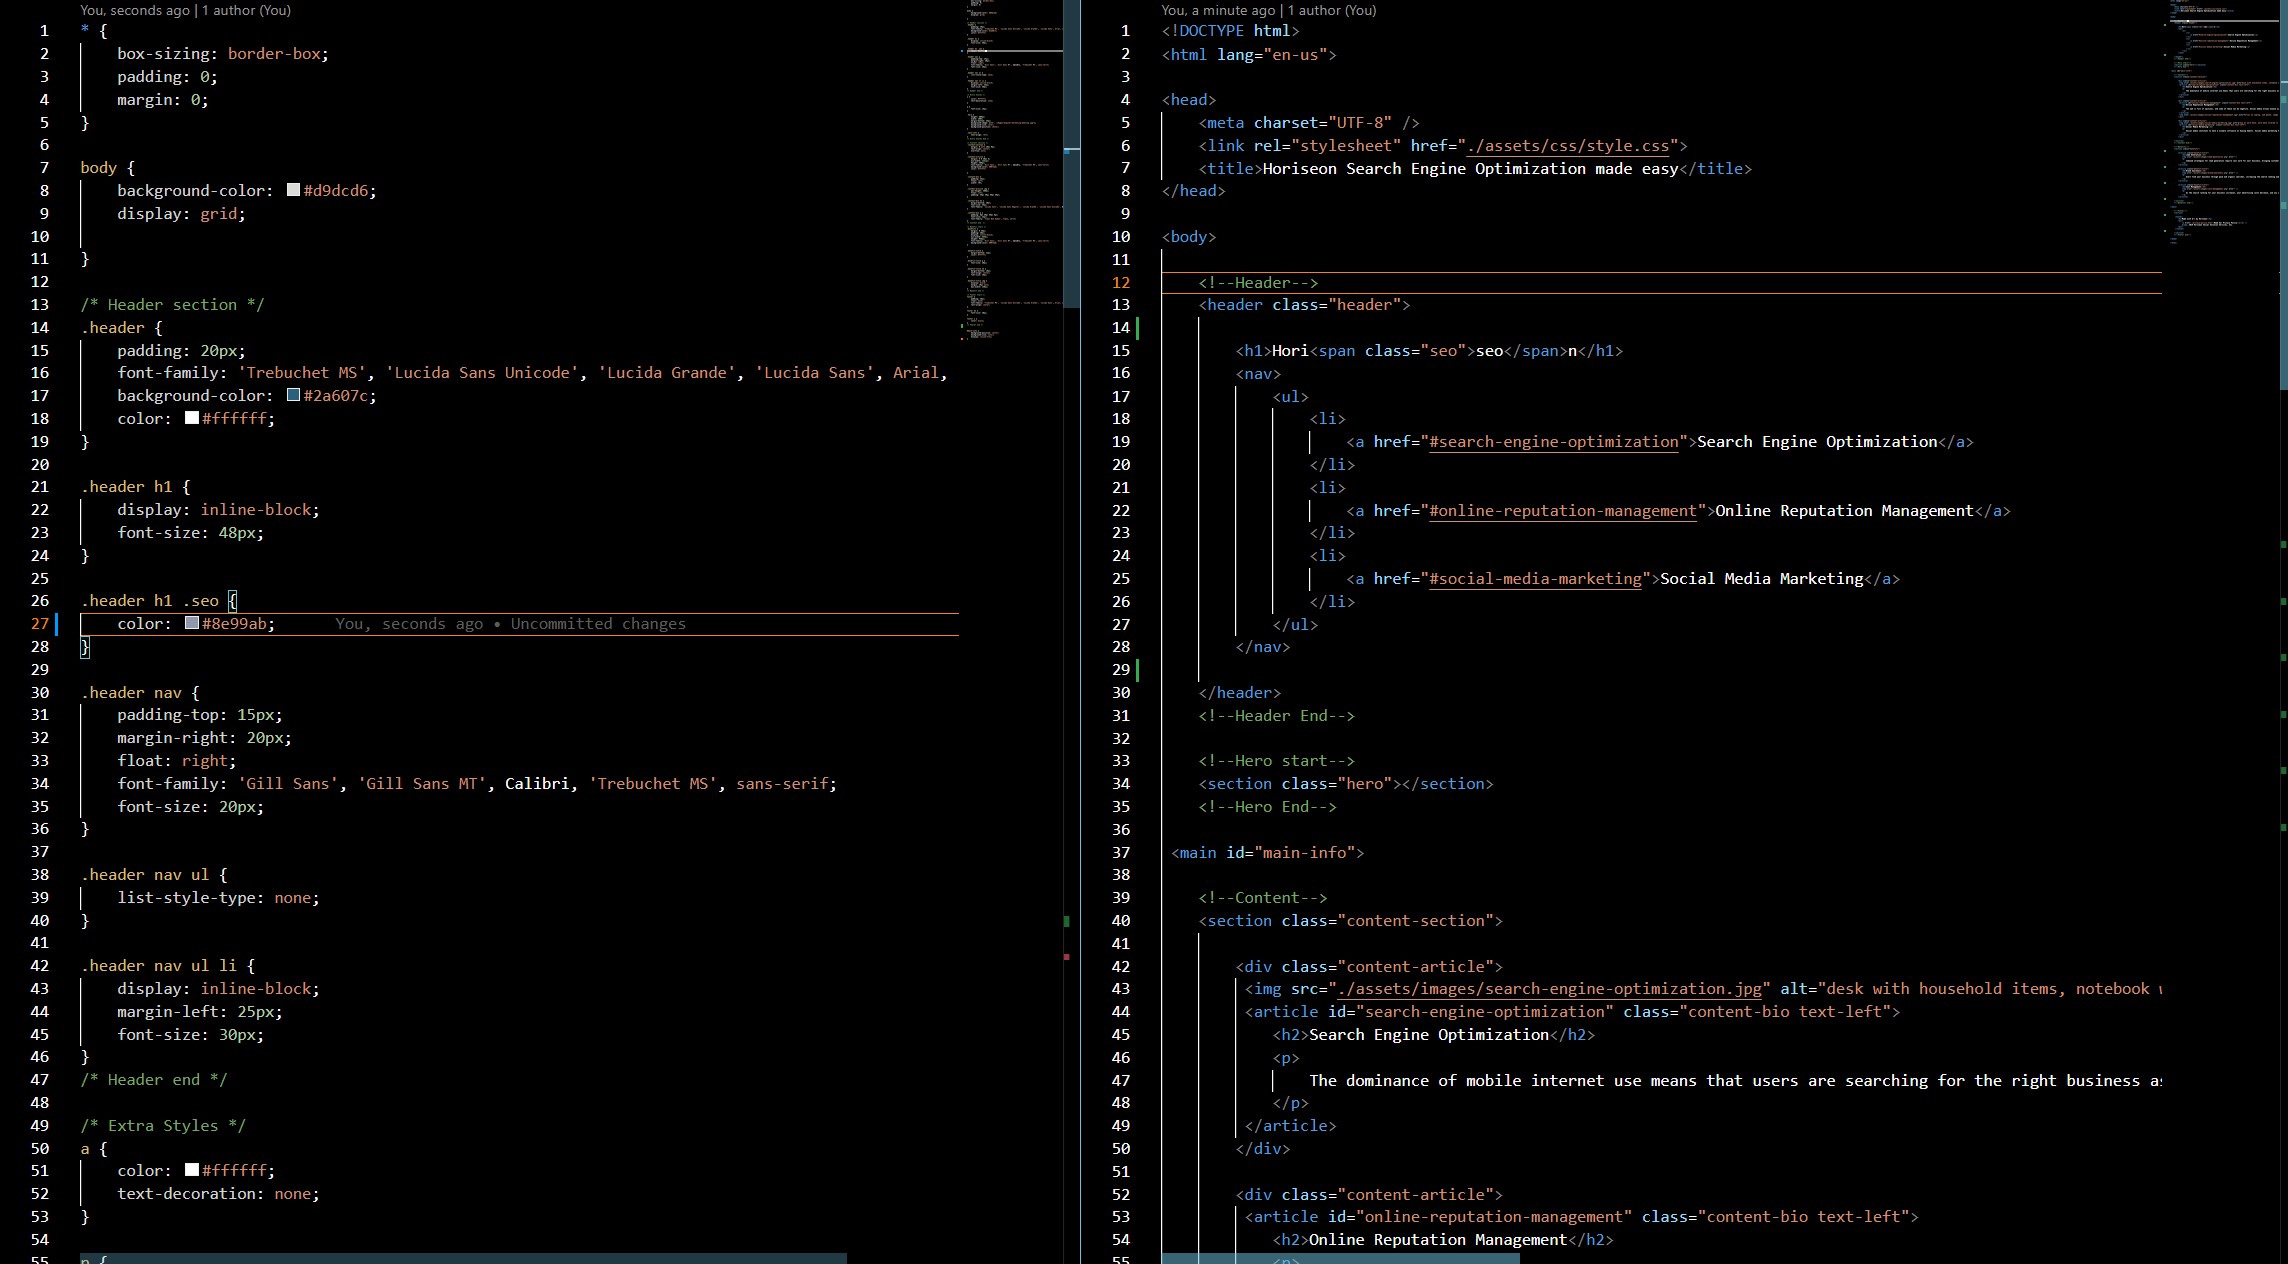 You, seconds ago | 1 author (You)
1 * {
2 box-sizing: border-box;
3 padding: 0;
4 margin: 0;
5 }
6
7 body {
8 background-color: #d9dcd6;
9 display: grid;
10
11 }
12
13 /* Header section */
14 .header {
15 padding: 20px;
16 font-family: 'Trebuchet MS', 'Lucida Sans Unicode', 'Lucida Grande', 'Lucida Sans', Arial,
17 background-color: #2a607c;
18 color: #ffffff;
19 }
20
21 .header h1 {
22 display: inline-block;
23 font-size: 48px;
24 }
25
26 .header h1 .seo {
27 color: #8e99ab; You, seconds ago • Uncommitted changes
28 }
29
30 .header nav {
31 padding-top: 15px;
32 margin-right: 20px;
33 float: right;
34 font-family: 'Gill Sans', 'Gill Sans MT', Calibri, 'Trebuchet MS', sans-serif;
35 font-size: 20px;
36 }
37
38 .header nav ul {
39 list-style-type: none;
40 }
41
42 .header nav ul li {
43 display: inline-block;
44 margin-left: 25px;
45 font-size: 30px;
46 }
47 /* Header end */
48
49 /* Extra Styles */
50 a {
51 color: #ffffff;
52 text-decoration: none;
53 }
54
55
You, a minute ago | 1 author (You)
1 <!DOCTYPE html>
2 <html lang="en-us">
3
4 <head>
5 <meta charset="UTF-8" />
6 <link rel="stylesheet" href="./assets/css/style.css">
7 <title>Horiseon Search Engine Optimization made easy</title>
8 </head>
9
10 <body>
11
12 <!--Header-->
13 <header class="header">
14
15 <h1>Hori<span class="seo">seo</span>n</h1>
16 <nav>
17 <ul>
18 <li>
19 <a href="#search-engine-optimization">Search Engine Optimization</a>
20 </li>
21 <li>
22 <a href="#online-reputation-management">Online Reputation Management</a>
23 </li>
24 <li>
25 <a href="#social-media-marketing">Social Media Marketing</a>
26 </li>
27 </ul>
28 </nav>
29
30 </header>
31 <!--Header End-->
32
33 <!--Hero start-->
34 <section class="hero"></section>
35 <!--Hero End-->
36
37 <main id="main-info">
38
39 <!--Content-->
40 <section class="content-section">
41
42 <div class="content-article">
43 <img src="./assets/images/search-engine-optimization.jpg" alt="desk with household items, notebook
44 <article id="search-engine-optimization" class="content-bio text-left">
45 <h2>Search Engine Optimization</h2>
46 <p>
47 The dominance of mobile internet use means that users are searching for the right business
48 </p>
49 </article>
50 </div>
51
52 <div class="content-article">
53 <article id="online-reputation-management" class="content-bio text-left">
54 <h2>Online Reputation Management</h2>
55